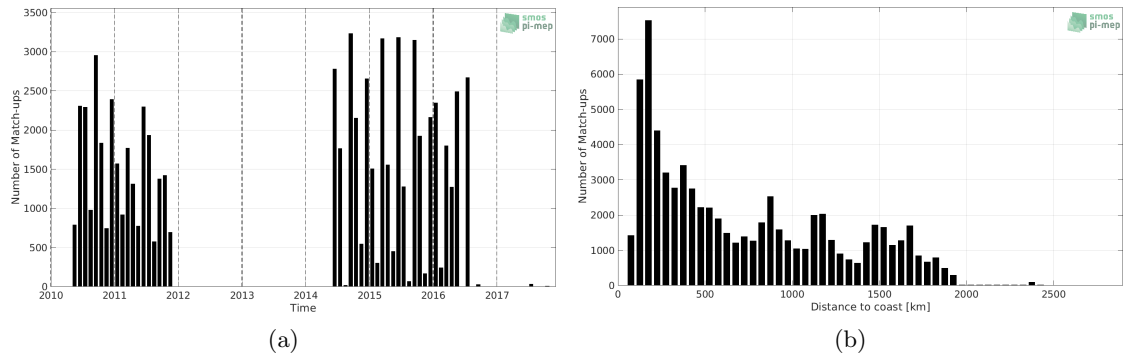 smos
pi-mep
3500
3000
2500
2000
1500
1000
500
0
Number of Match-ups
2010 2011 2012 2013 2014 2015 2016 2017
Time
(a)
smos
pi-mep
7000
6000
5000
4000
3000
2000
1000
0
Number of Match-ups
0 500 1000 1500 2000 2500
Distance to coast [km]
(b)